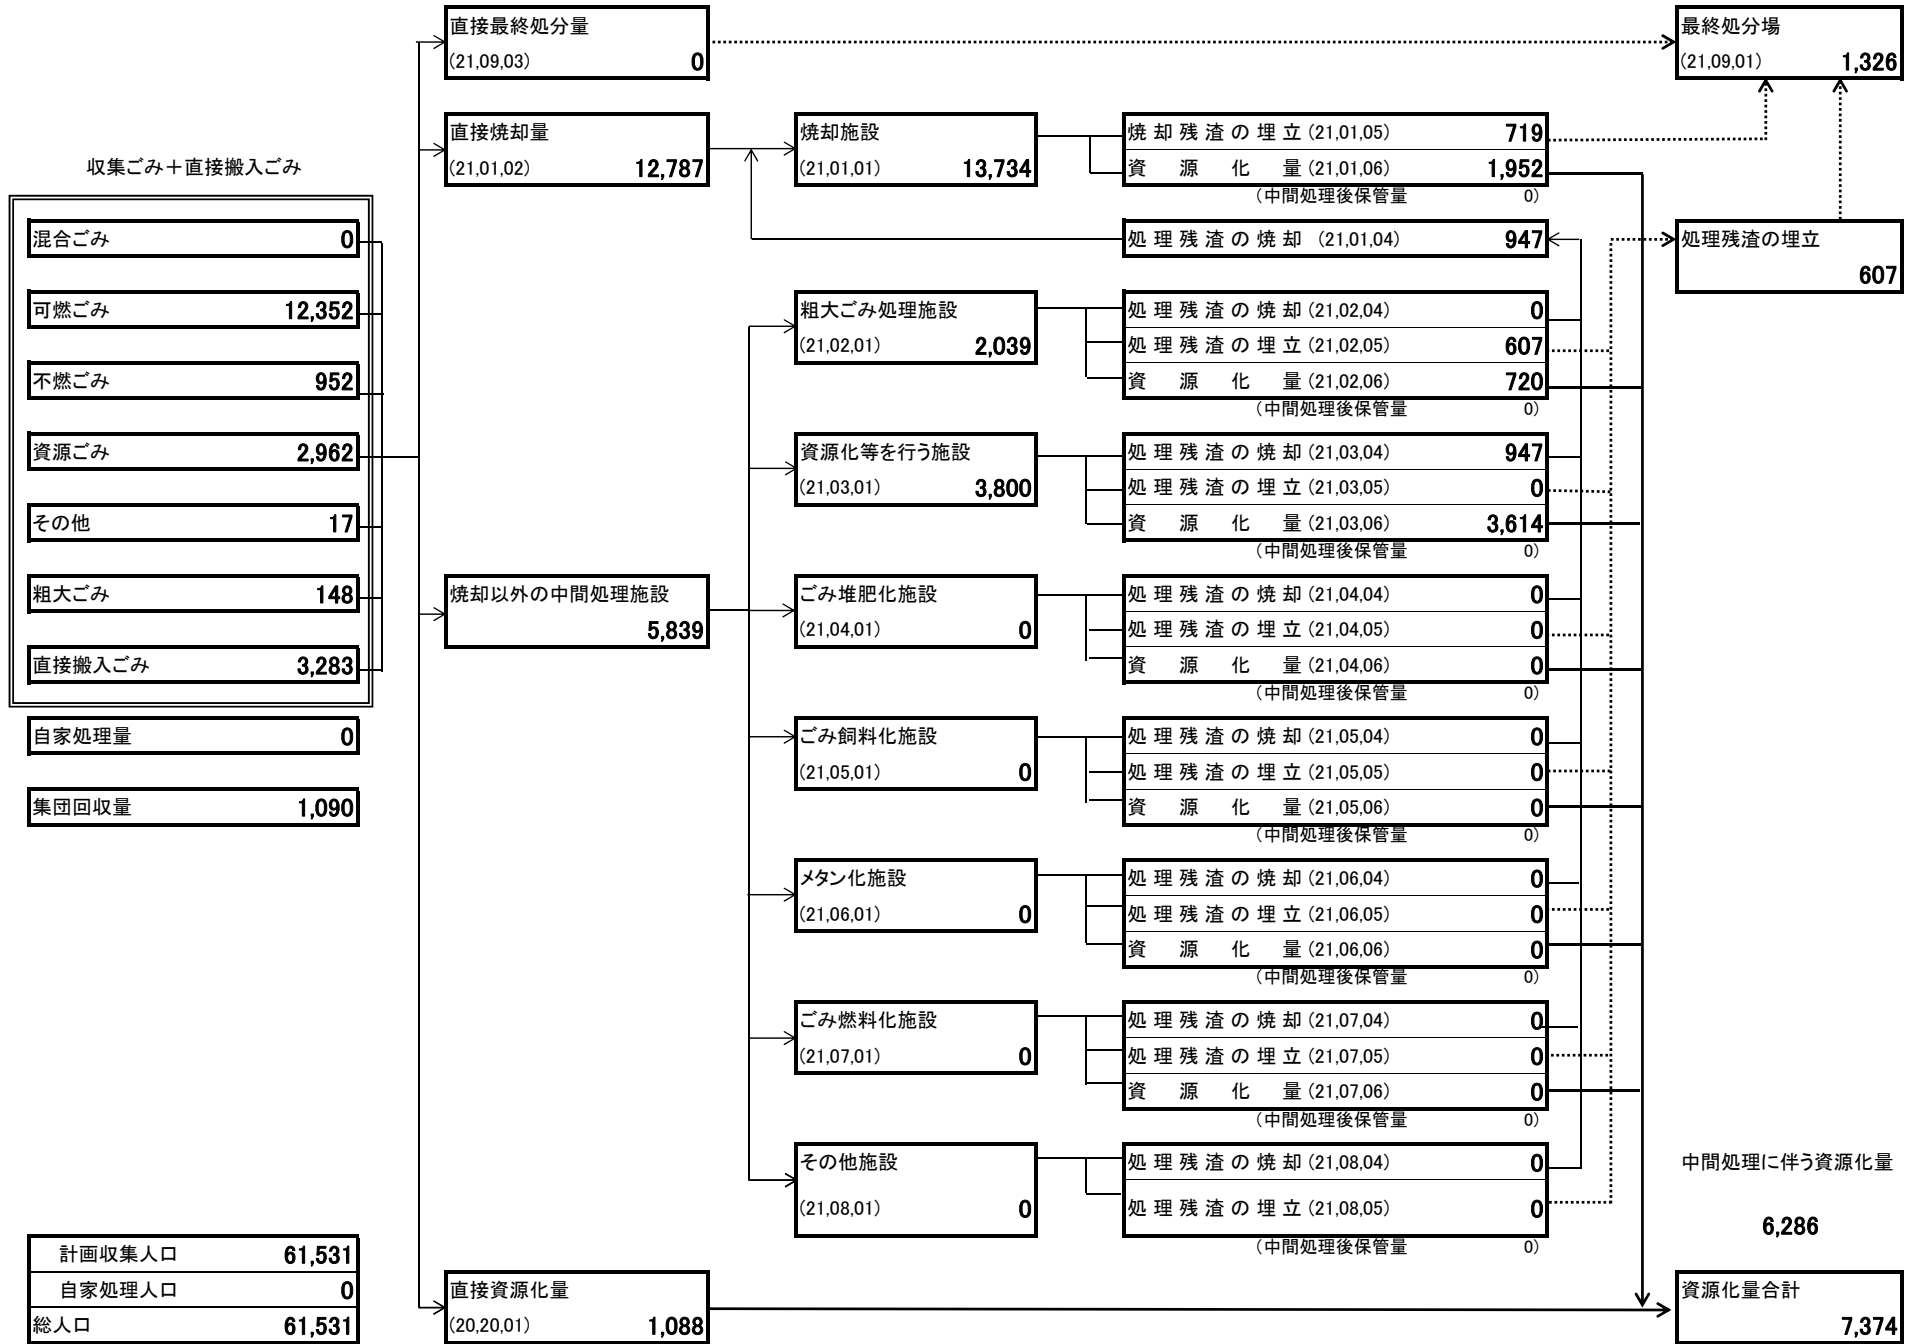 直接最終処分量
(21,09,03) 0
最終処分場
(21,09,01) 1,326
直接焼却量
(21,01,02) 12,787
焼却施設
(21,01,01) 13,734
焼却残渣の埋立(21,01,05) 719
資源化量(21,01,06) 1,952
(中間処理後保管量 0)
処理残渣の焼却 (21,01,04) 947
処理残渣の埋立
607
収集ごみ+直接搬入ごみ
混合ごみ 0
可燃ごみ 12,352
不燃ごみ 952
資源ごみ 2,962
その他 17
粗大ごみ 148
直接搬入ごみ 3,283
自家処理量 0
集団回収量 1,090
焼却以外の中間処理施設
5,839
粗大ごみ処理施設
(21,02,01) 2,039
処理残渣の焼却(21,02,04) 0
処理残渣の埋立(21,02,05) 607
資源化量(21,02,06) 720
(中間処理後保管量 0)
資源化等を行う施設
(21,03,01) 3,800
処理残渣の焼却(21,03,04) 947
処理残渣の埋立(21,03,05) 0
資源化量(21,03,06) 3,614
(中間処理後保管量 0)
ごみ堆肥化施設
(21,04,01) 0
処理残渣の焼却(21,04,04) 0
処理残渣の埋立(21,04,05) 0
資源化量(21,04,06) 0
(中間処理後保管量 0)
ごみ飼料化施設
(21,05,01) 0
処理残渣の焼却(21,05,04) 0
処理残渣の埋立(21,05,05) 0
資源化量(21,05,06) 0
(中間処理後保管量 0)
メタン化施設
(21,06,01) 0
処理残渣の焼却(21,06,04) 0
処理残渣の埋立(21,06,05) 0
資源化量(21,06,06) 0
(中間処理後保管量 0)
ごみ燃料化施設
(21,07,01) 0
処理残渣の焼却(21,07,04) 0
処理残渣の埋立(21,07,05) 0
資源化量(21,07,06) 0
(中間処理後保管量 0)
その他施設
(21,08,01) 0
処理残渣の焼却(21,08,04) 0
処理残渣の埋立(21,08,05) 0
(中間処理後保管量 0)
中間処理に伴う資源化量
6,286
計画収集人口 61,531
自家処理人口 0
総人口 61,531
直接資源化量
(20,20,01) 1,088
資源化量合計
7,374